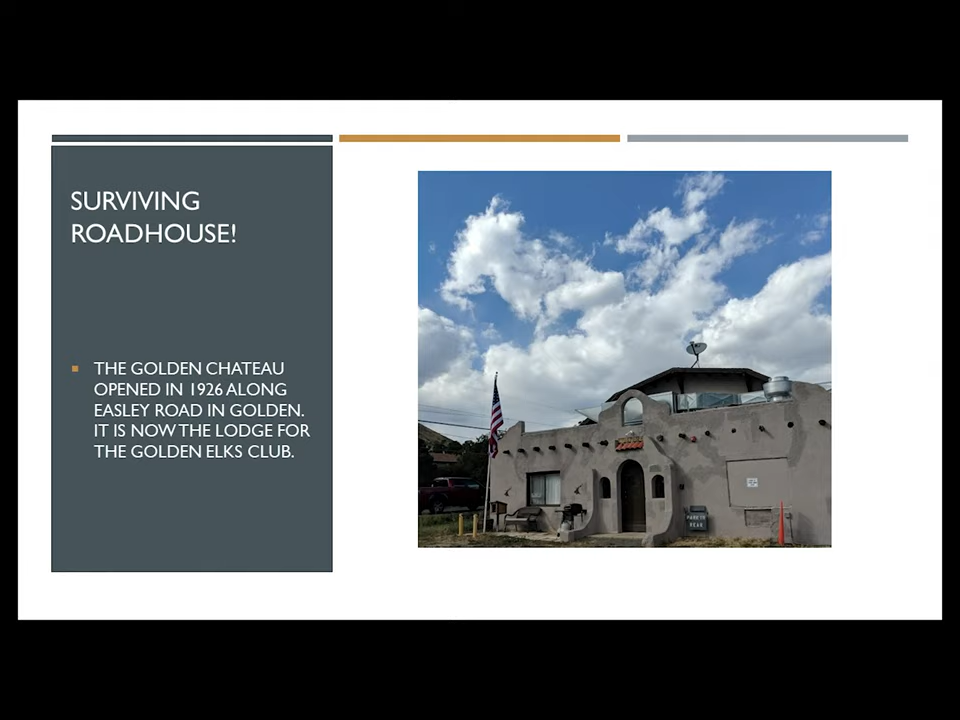 SURVIVING
ROADHOUSE!
THE GOLDEN CHATEAU
OPENED IN 1926 ALONG
EASLEY ROAD IN GOLDEN.
IT IS NOW THE LODGE FOR
THE GOLDEN ELKS CLUB.
PARK IN
REAR